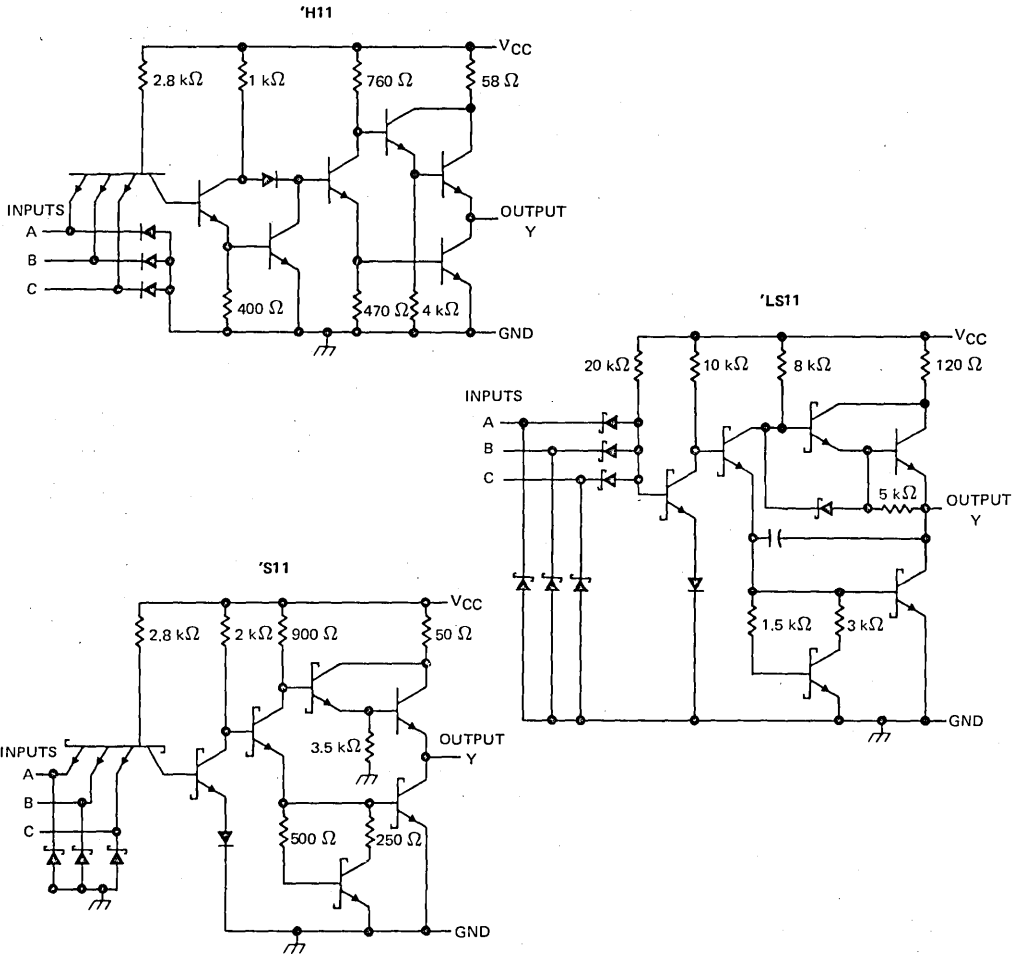 'H11
VCC
2.8 kΩ
1 kΩ
760 Ω
58 Ω
INPUTS
A
B
C
OUTPUT
Y
400 Ω
470 Ω
4 kΩ
GND
'LS11
VCC
20 kΩ
10 kΩ
8 kΩ
120 Ω
INPUTS
A
B
C
5 kΩ
OUTPUT
Y
1.5 kΩ
3 kΩ
GND
'S11
VCC
2.8 kΩ
2 kΩ
900 Ω
50 Ω
INPUTS
A
B
C
3.5 kΩ
OUTPUT
Y
500 Ω
250 Ω
GND